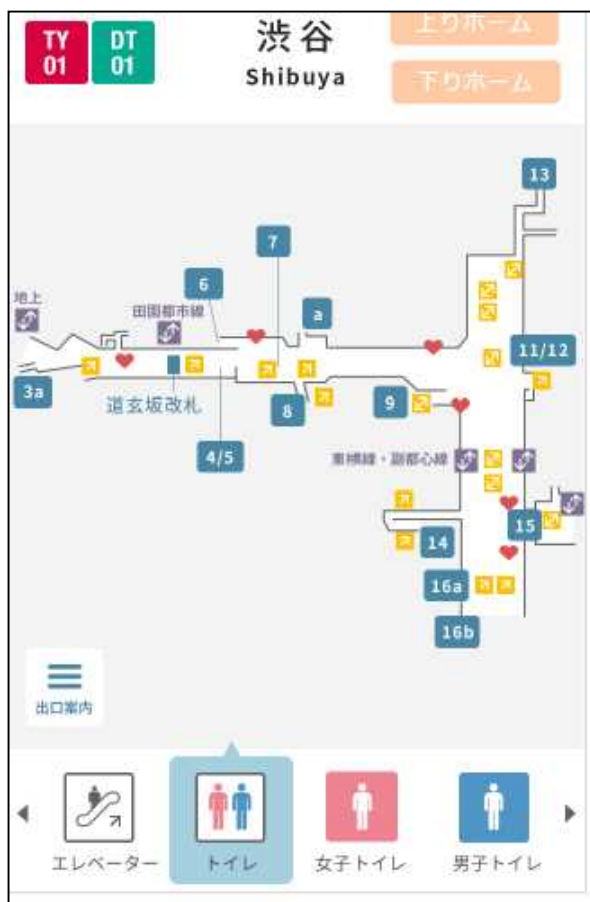 TY
01
DT
01
渋谷
Shibuya
上りホーム
下りホーム
13
7
6
a
地上
田園都市線
11/12
3a
道玄坂改札
8
9
4/5
東横線・副都心線
15
14
16a
16b
出口案内
エレベーター
トイレ
女子トイレ
男子トイレ